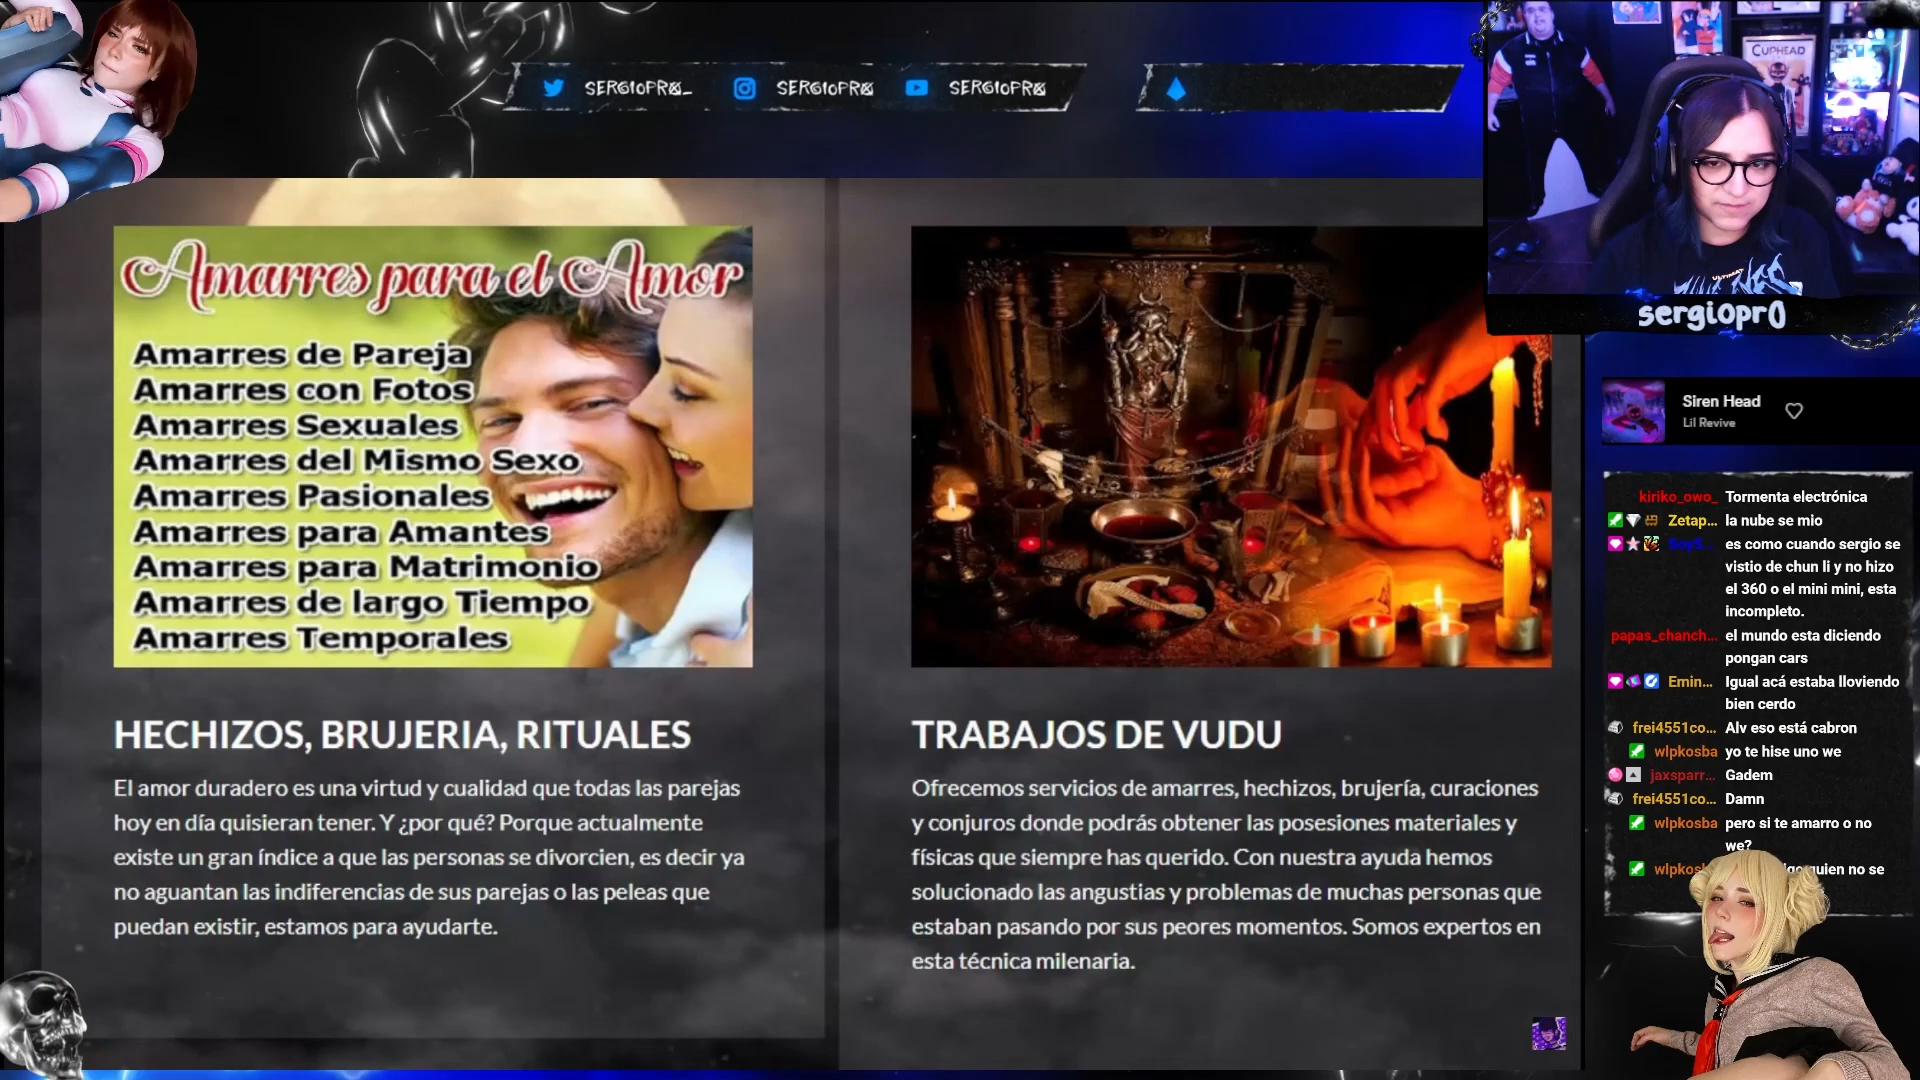 SERGIOPR0_
SERGIOPR0
SERGIOPR0
CUPHEAD
sergiopr0
Amarres para el Amor
Amarres de Pareja
Amarres con Fotos
Amarres Sexuales
Amarres del Mismo Sexo
Amarres Pasionales
Amarres para Amantes
Amarres para Matrimonio
Amarres de largo Tiempo
Amarres Temporales
HECHIZOS, BRUJERIA, RITUALES
El amor duradero es una virtud y cualidad que todas las parejas
hoy en día quisieran tener. Y ¿por qué? Porque actualmente
existe un gran índice a que las personas se divorcien, es decir ya
no aguantan las indiferencias de sus parejas o las peleas que
puedan existir, estamos para ayudarte.
TRABAJOS DE VUDU
Ofrecemos servicios de amarres, hechizos, brujería, curaciones
y conjuros donde podrás obtener las posesiones materiales y
físicas que siempre has querido. Con nuestra ayuda hemos
solucionado las angustias y problemas de muchas personas que
estaban pasando por sus peores momentos. Somos expertos en
esta técnica milenaria.
Siren Head
Lil Revive
kiriko_owo_ Tormenta electrónica
Zetap... la nube se mio
es como cuando sergio se
vistio de chun li y no hizo
el 360 o el mini mini, esta
incompleto.
papas_chanch... el mundo esta diciendo
pongan cars
Emin... Igual acá estaba lloviendo
bien cerdo
frei4551co... Alv eso está cabron
wlpkosba yo te hise uno we
jaxsparr... Gadem
frei4551co... Damn
wlpkosba pero si te amarro o no
we?
quien no se